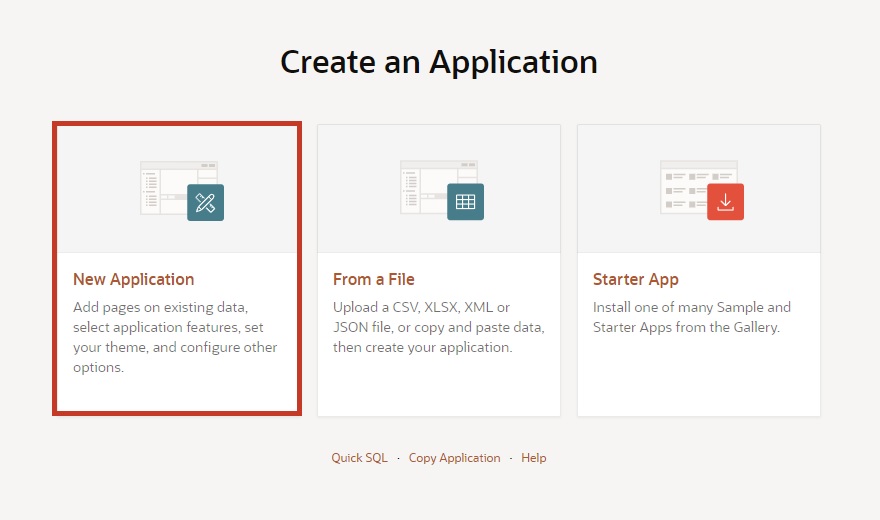 Create an Application
New Application
Add pages on existing data,
select application features, set
your theme, and configure other
options.
From a File
Upload a CSV, XLSX, XML or
JSON file, or copy and paste data,
then create your application.
Starter App
Install one of many Sample and
Starter Apps from the Gallery.
Quick SQL · Copy Application · Help